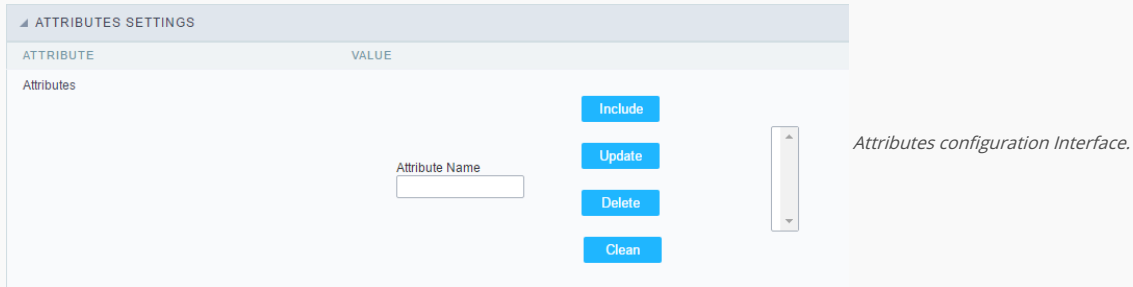 ATTRIBUTES SETTINGS
ATTRIBUTE VALUE
Attributes
Include
Attributes configuration Interface.
Update
Attribute Name
Delete
Clean